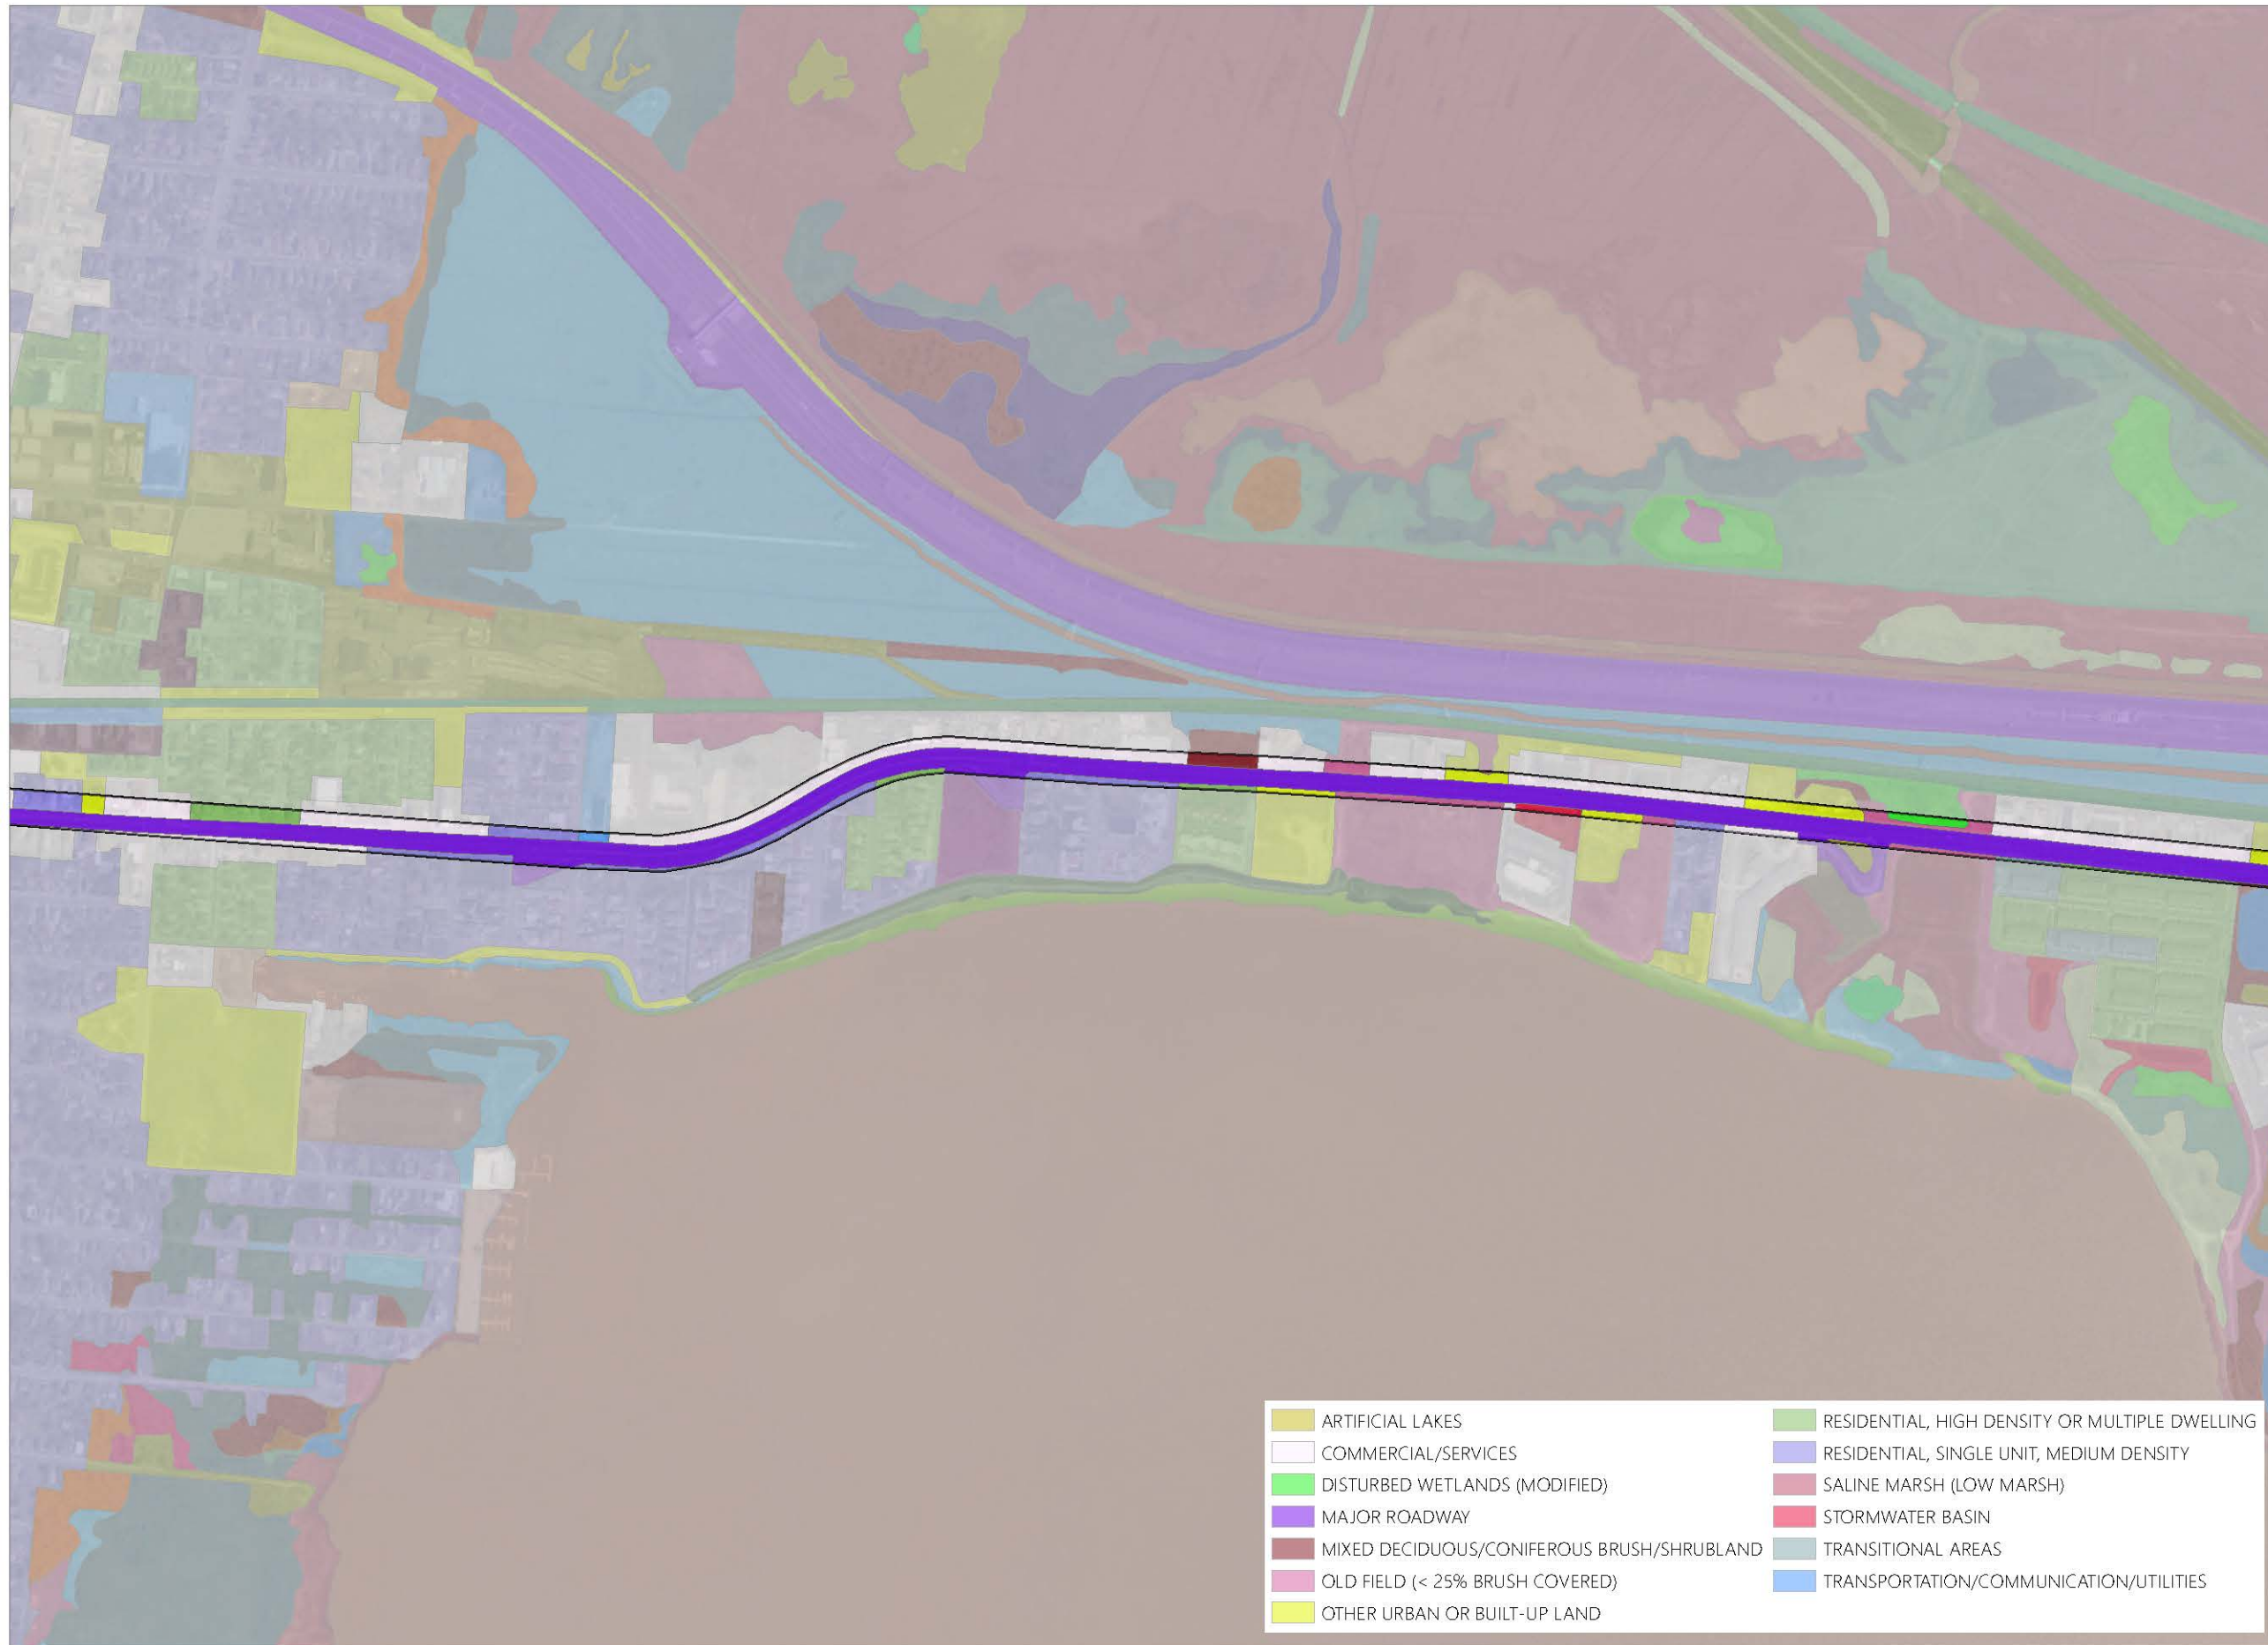 ARTIFICIAL LAKES
COMMERCIAL/SERVICES
DISTURBED WETLANDS (MODIFIED)
MAJOR ROADWAY
MIXED DECIDUOUS/CONIFEROUS BRUSH/SHRUBLAND
OLD FIELD (< 25% BRUSH COVERED)
OTHER URBAN OR BUILT-UP LAND
RESIDENTIAL, HIGH DENSITY OR MULTIPLE DWELLING
RESIDENTIAL, SINGLE UNIT, MEDIUM DENSITY
SALINE MARSH (LOW MARSH)
STORMWATER BASIN
TRANSITIONAL AREAS
TRANSPORTATION/COMMUNICATION/UTILITIES